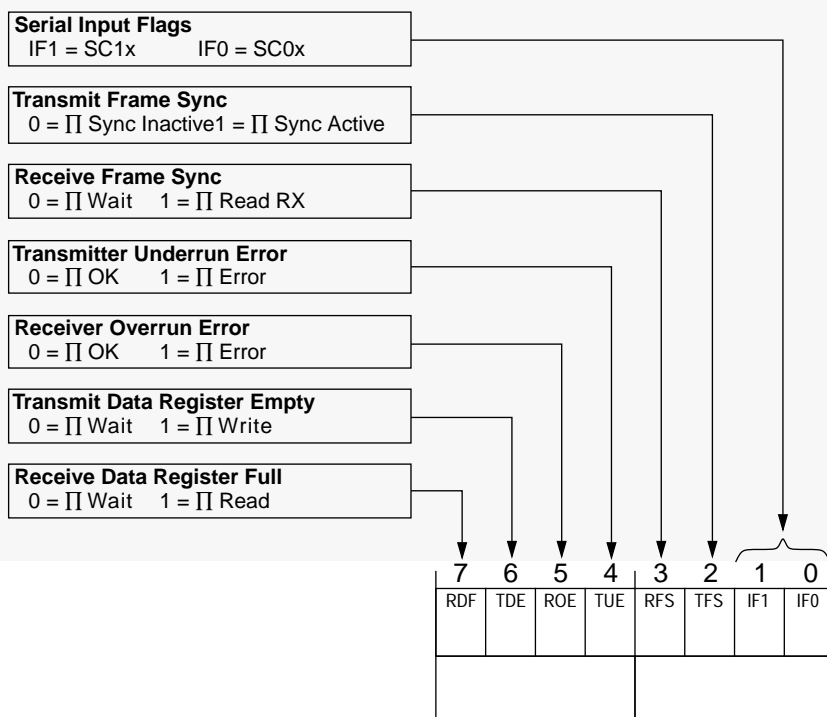 Serial Input Flags
IF1 = SC1x IF0 = SC0x
Transmit Frame Sync
0 = ∏ Sync Inactive1 = ∏ Sync Active
Receive Frame Sync
0 = ∏ Wait 1 = ∏ Read RX
Transmitter Underrun Error
0 = ∏ OK 1 = ∏ Error
Receiver Overrun Error
0 = ∏ OK 1 = ∏ Error
Transmit Data Register Empty
0 = ∏ Wait 1 = ∏ Write
Receive Data Register Full
0 = ∏ Wait 1 = ∏ Read
7 6 5 4 3 2 1 0
RDF TDE ROE TUE RFS TFS IF1 IF0